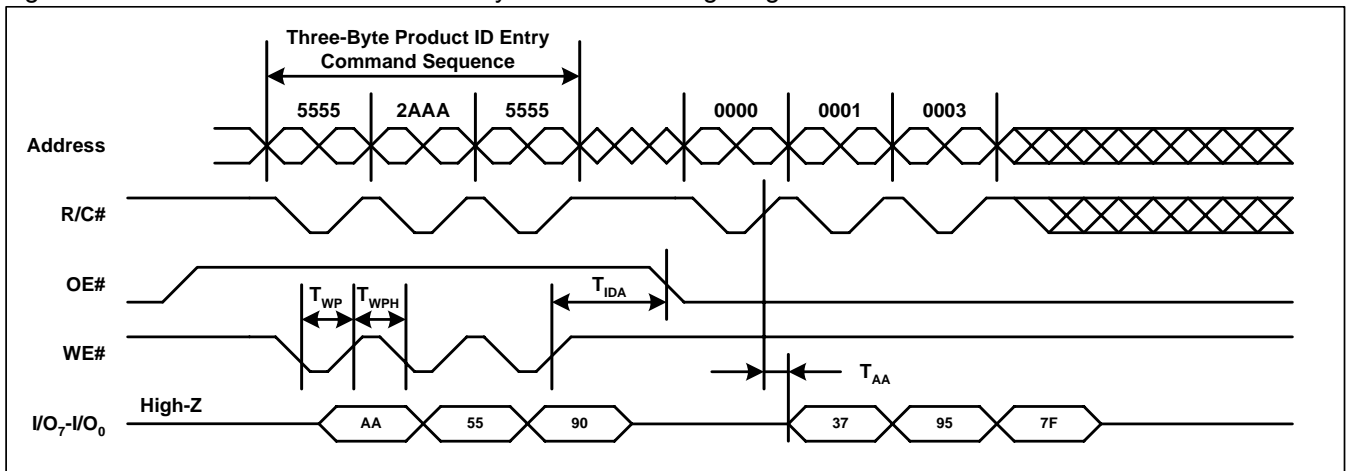 Three-Byte Product ID Entry
Command Sequence
5555 2AAA 5555 0000 0001 0003
Address
R/C#
OE#
TWP TWPH TIDA
WE#
TAA
High-Z
I/O7-I/O0
AA 55 90 37 95 7F